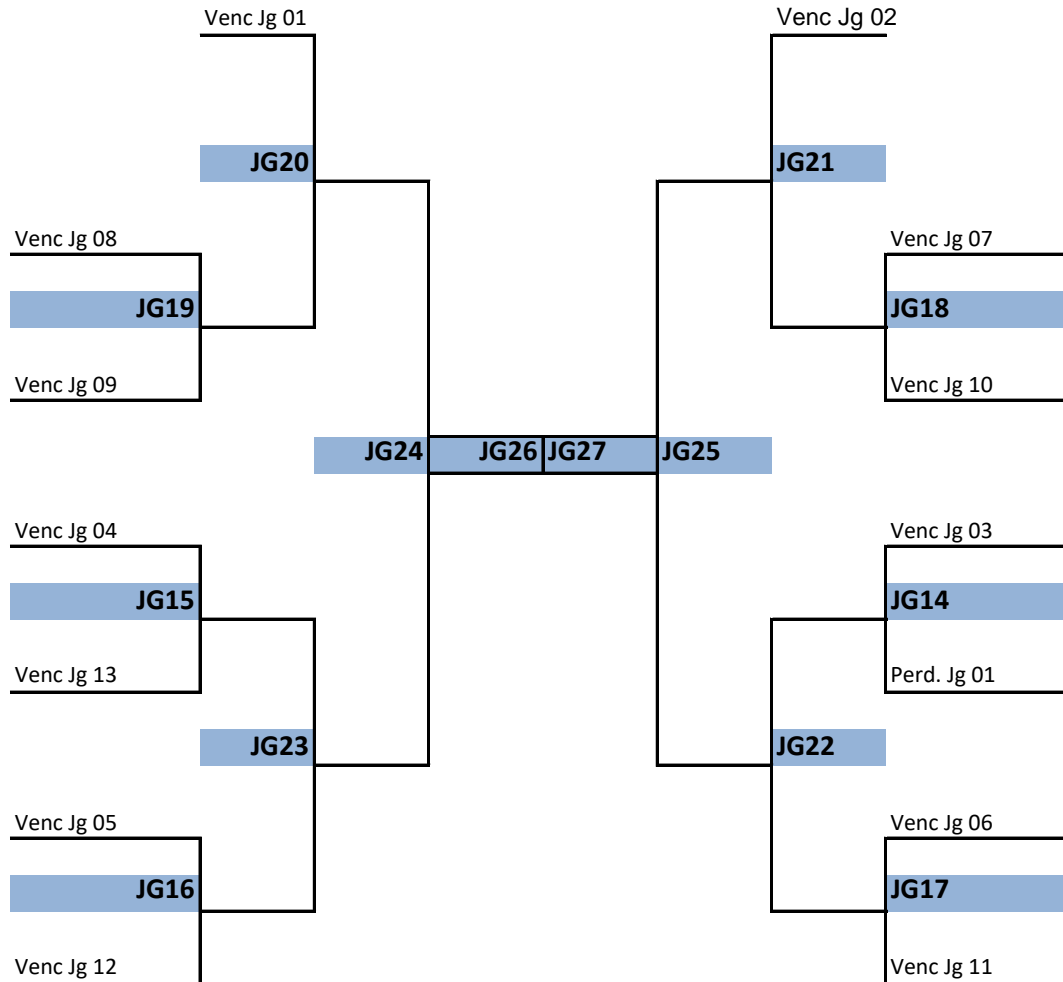 Venc Jg 01
Venc Jg 02
JG20
JG21
Venc Jg 08
Venc Jg 07
JG19
JG18
Venc Jg 09
Venc Jg 10
JG24
JG26
JG27
JG25
Venc Jg 04
Venc Jg 03
JG15
JG14
Venc Jg 13
Perd. Jg 01
JG23
JG22
Venc Jg 05
Venc Jg 06
JG16
JG17
Venc Jg 12
Venc Jg 11